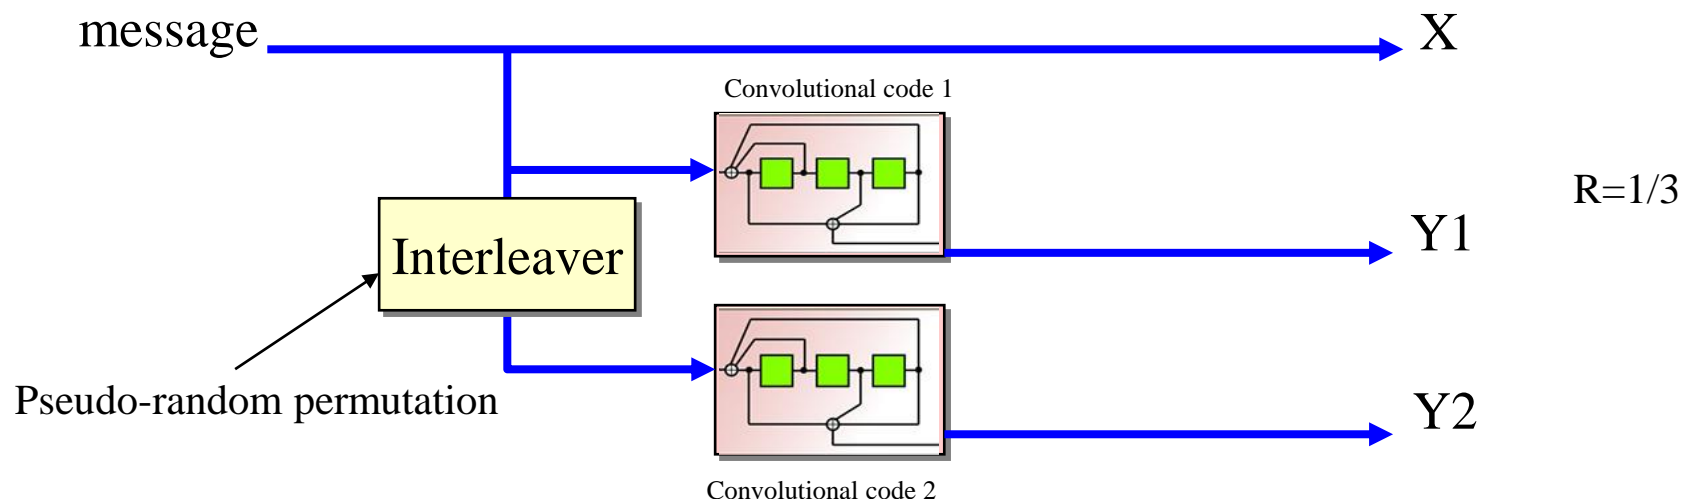 message
X
Convolutional code 1
R=1/3
Y1
Interleaver
Pseudo-random permutation
Y2
Convolutional code 2